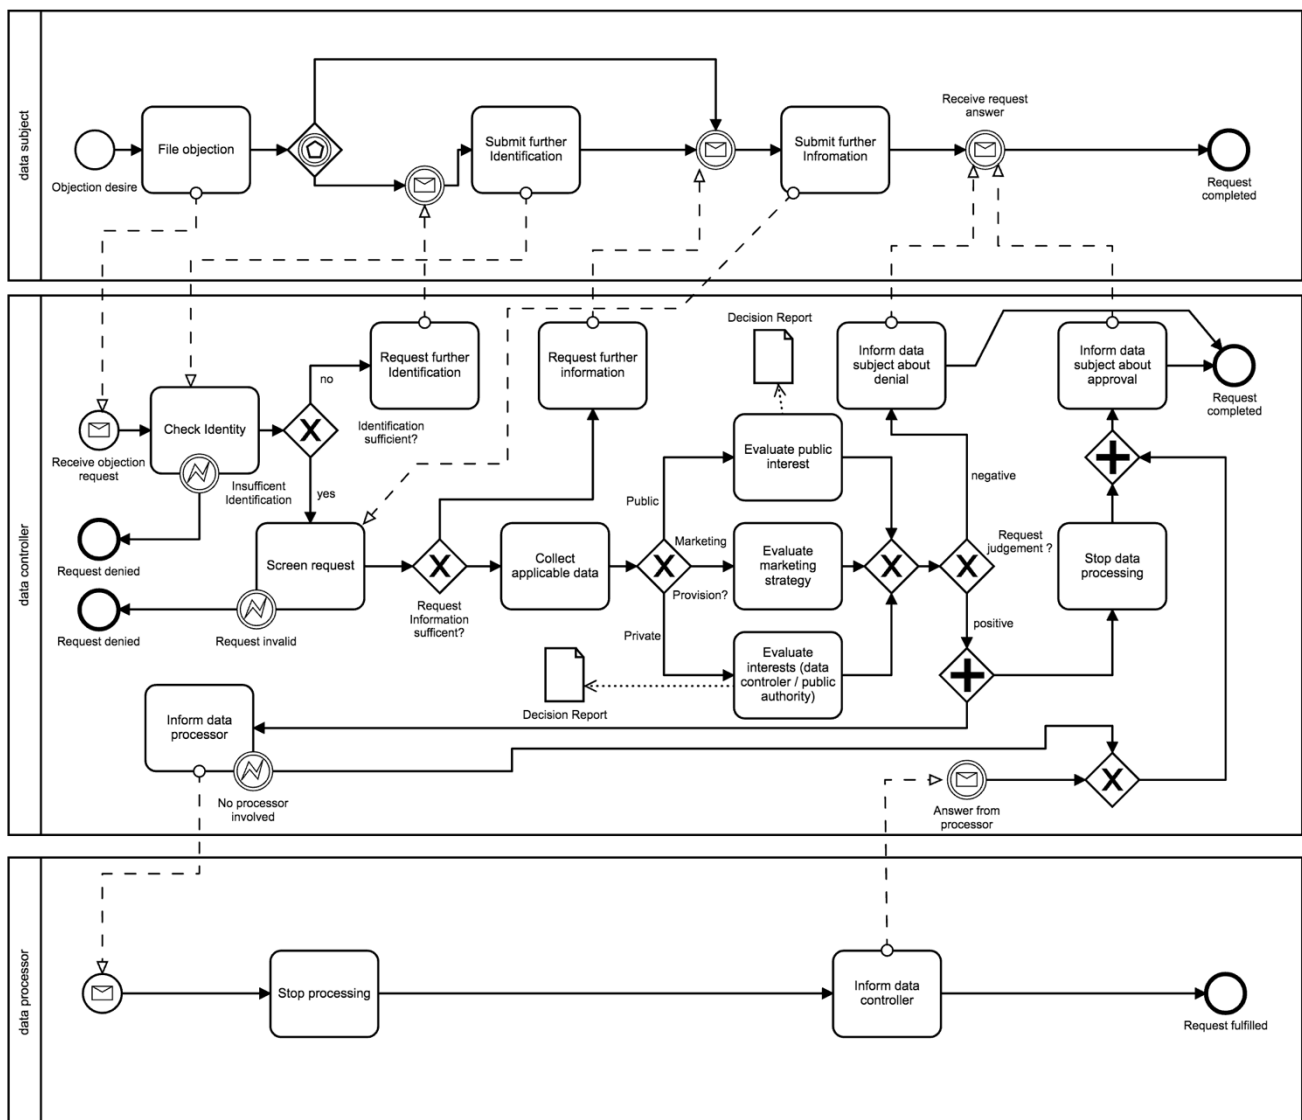 data subject
Objection desire
File objection
Submit further
Identification
Submit further
Infromation
Receive request
answer
Request
completed
data controller
Receive objection
request
Check Identity
Insufficent
Identification
Request denied
Request denied
no
yes
Identification
sufficient?
Request further
Identification
Screen request
Request invalid
Request further
information
Request
Information
sufficent?
Collect
applicable data
Public
Marketing
Provision?
Private
Decision Report
Evaluate public
interest
Evaluate
marketing
strategy
Evaluate
interests (data
controler / public
authority)
Decision Report
Inform data
subject about
denial
negative
Request
judgement ?
positive
Inform data
subject about
approval
Request
completed
Stop data
processing
Inform data
processor
No processor
involved
Answer from
processor
data processor
Stop processing
Inform data
controller
Request fulfilled